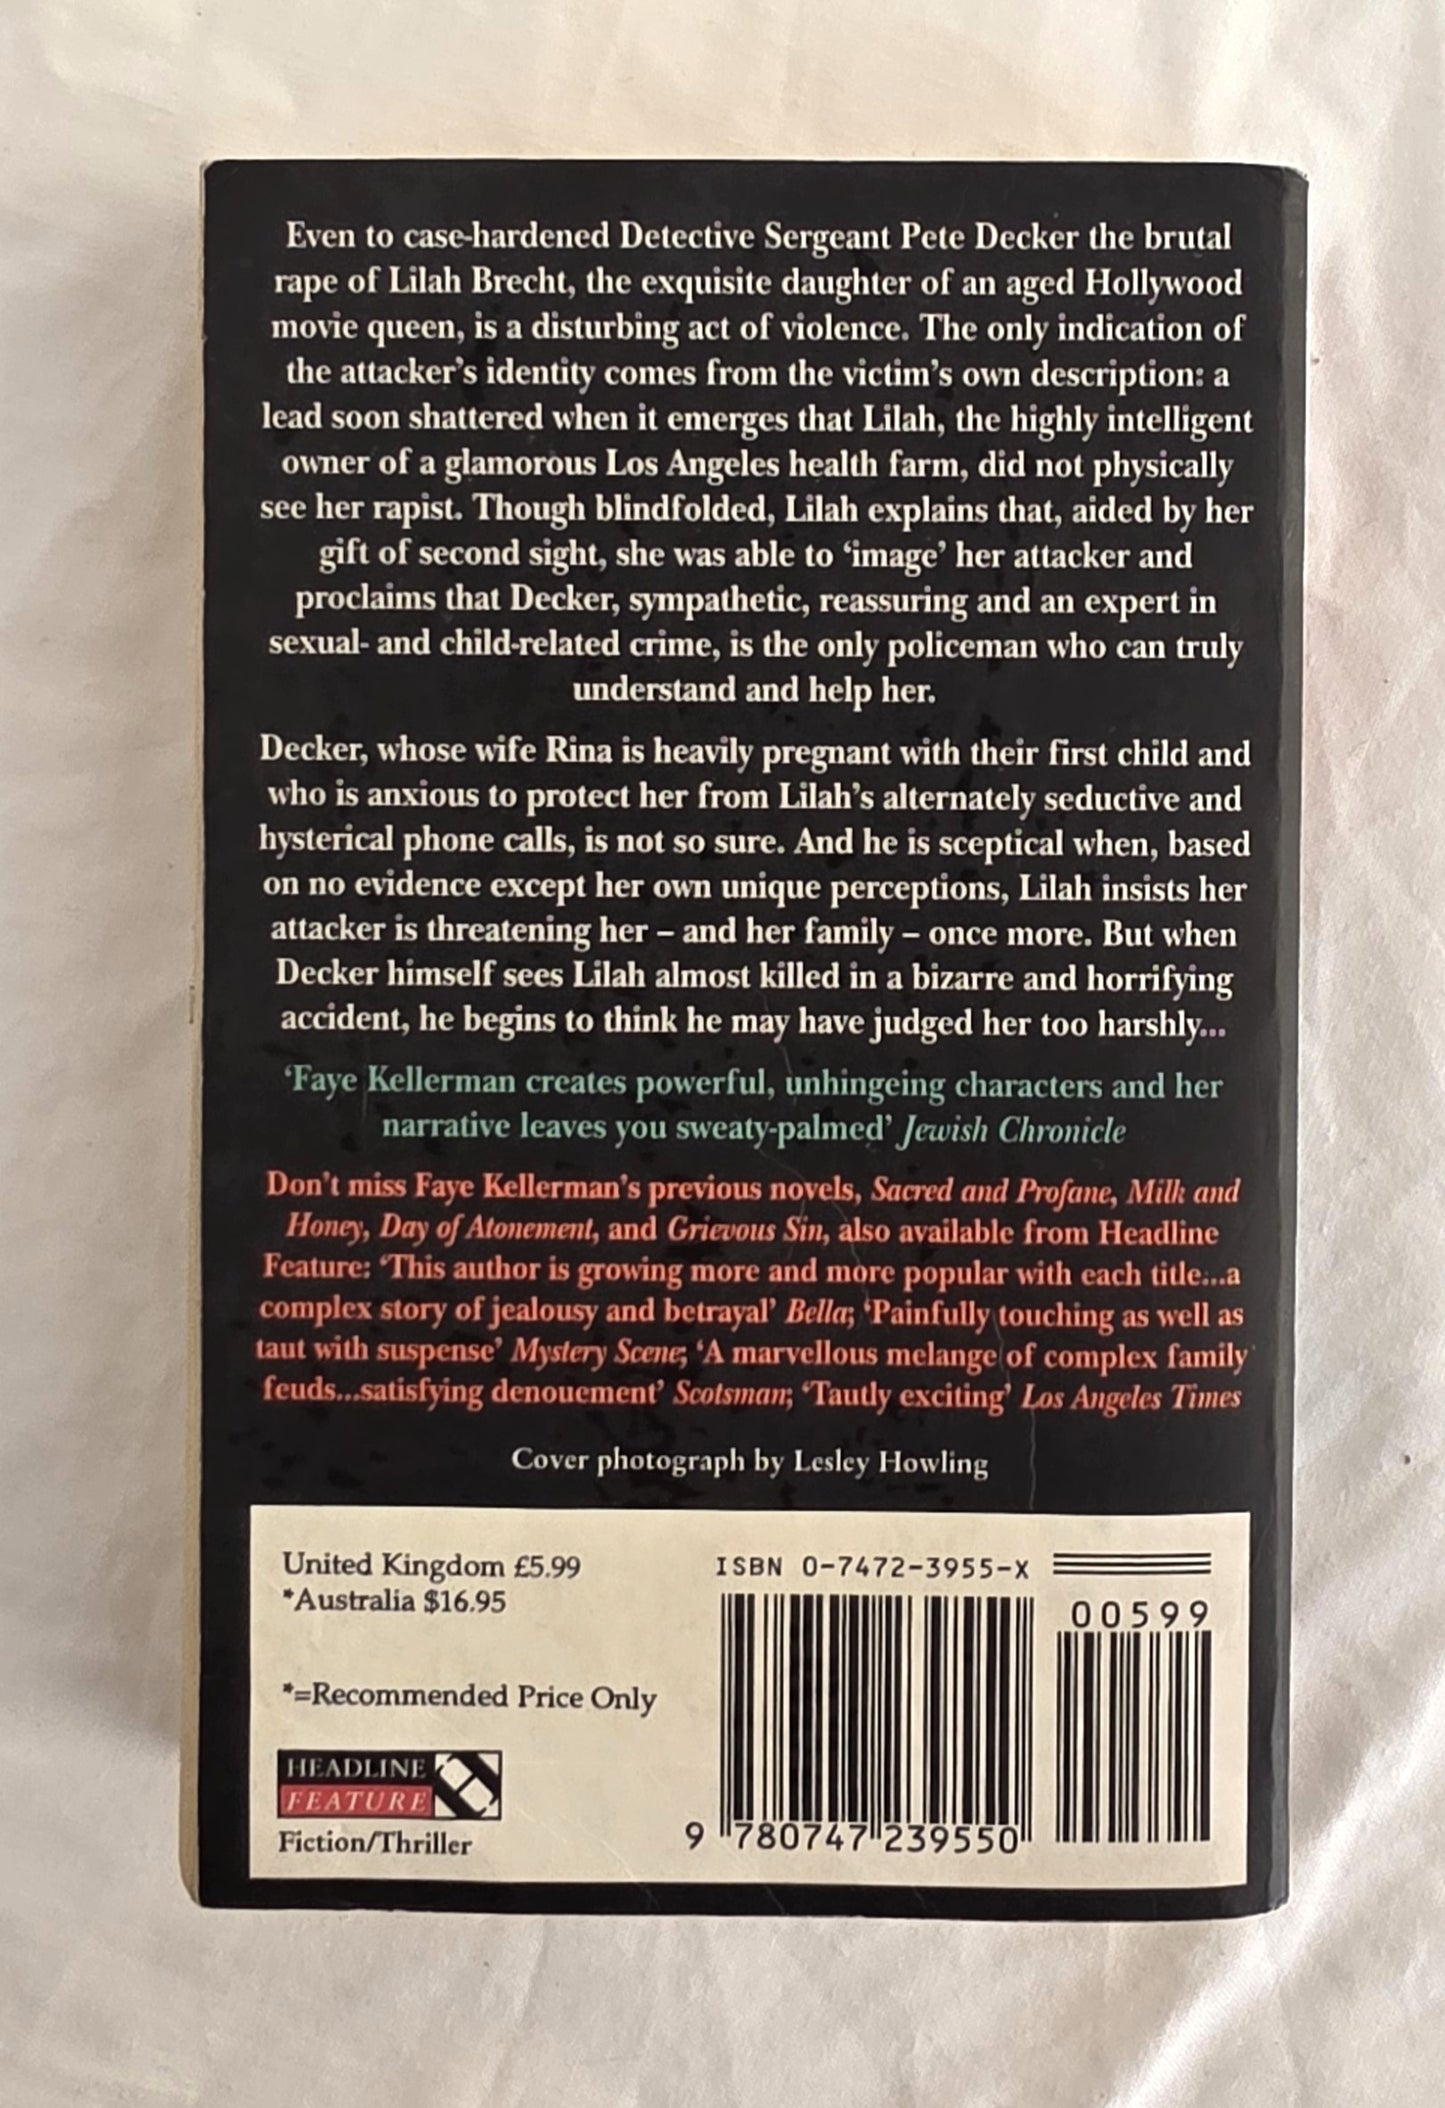 Even to case-hardened Detective Sergeant Pete Decker the brutal
rape of Lilah Brecht, the exquisite daughter of an aged Hollywood
movie queen, is a disturbing act of violence. The only indication of
the attacker’s identity comes from the victim’s own description: a
lead soon shattered when it emerges that Lilah, the highly intelligent
owner of a glamorous Los Angeles health farm, did not physically
see her rapist. Though blindfolded, Lilah explains that, aided by her
gift of second sight, she was able to ‘image’ her attacker and
proclaims that Decker, sympathetic, reassuring and an expert in
sexual- and child-related crime, is the only policeman who can truly
understand and help her.
Decker, whose wife Rina is heavily pregnant with their first child and
who is anxious to protect her from Lilah’s alternately seductive and
hysterical phone calls, is not so sure. And he is sceptical when, based
on no evidence except her own unique perceptions, Lilah insists her
attacker is threatening her – and her family – once more. But when
Decker himself sees Lilah almost killed in a bizarre and horrifying
accident, he begins to think he may have judged her too harshly...
‘Faye Kellerman creates powerful, unhingeing characters and her
narrative leaves you sweaty-palmed’ Jewish Chronicle
Don’t miss Faye Kellerman’s previous novels, Sacred and Profane, Milk and
Honey, Day of Atonement, and Grievous Sin, also available from Headline
Feature: ‘This author is growing more and more popular with each title...a
complex story of jealousy and betrayal’ Bella; ‘Painfully touching as well as
taut with suspense’ Mystery Scene; ‘A marvellous melange of complex family
feuds...satisfying denouement’ Scotsman; ‘Tautly exciting’ Los Angeles Times
Cover photograph by Lesley Howling
United Kingdom £5.99
*Australia $16.95
*=Recommended Price Only
HEADLINE
FEATURE
Fiction/Thriller
ISBN 0-7472-3955-X
00599
9 780747 239550